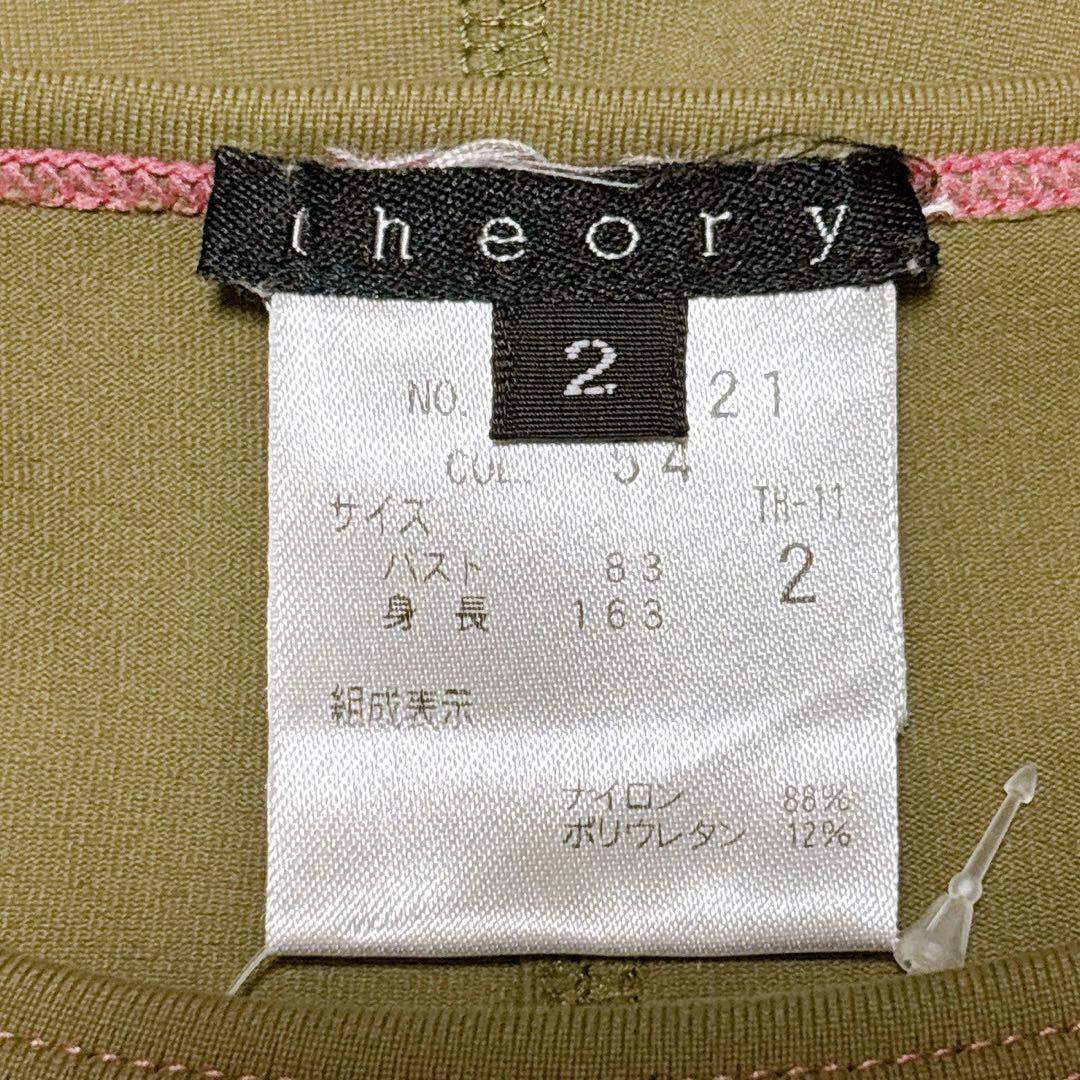 theory
2
NO. 21
COL. 54
サイズ TH-11
バスト 83 2
身長 163
組成表示
ナイロン 88%
ポリウレタン 12%